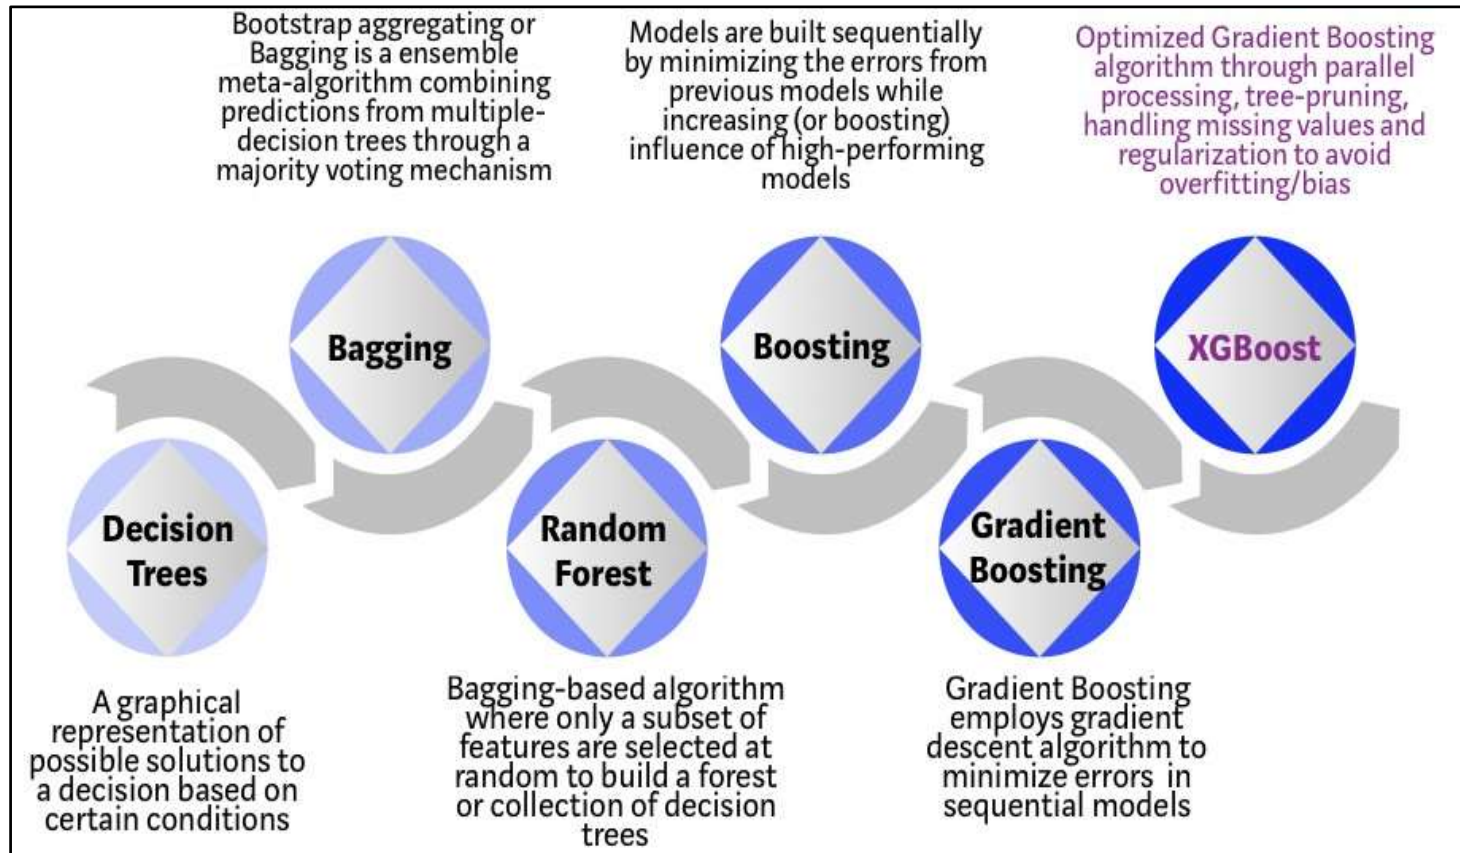 Bootstrap aggregating or
Bagging is a ensemble
meta-algorithm combining
predictions from multiple-
decision trees through a
majority voting mechanism
Models are built sequentially
by minimizing the errors from
previous models while
increasing (or boosting)
influence of high-performing
models
Optimized Gradient Boosting
algorithm through parallel
processing, tree-pruning,
handling missing values and
regularization to avoid
overfitting/bias
Bagging
Boosting
XGBoost
Decision
Trees
Random
Forest
Gradient
Boosting
A graphical
representation of
possible solutions to
a decision based on
certain conditions
Bagging-based algorithm
where only a subset of
features are selected at
random to build a forest
or collection of decision
trees
Gradient Boosting
employs gradient
descent algorithm to
minimize errors in
sequential models